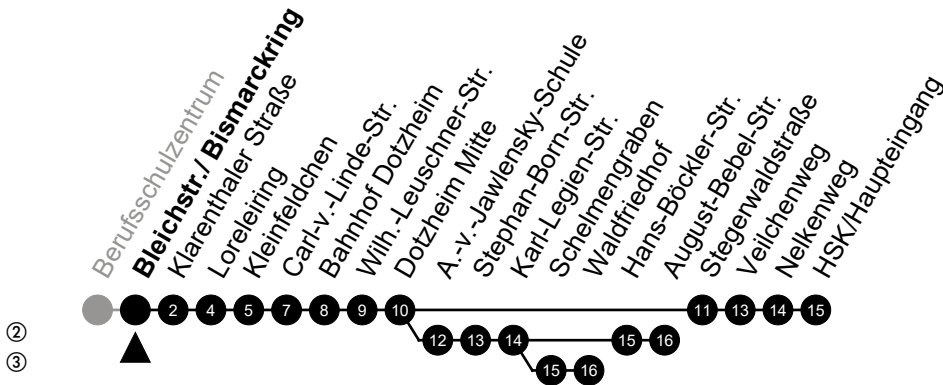 Berufsschulzentrum
Bleichstr / Bismarckring
Klarenthaler Straße
Loreleiring
Kleinfeldchen
Carl-v.-Linde-Str.
Bahnhof Dotzheim
Wilh.-Leuschner-Str.
Dotzheim Mitte
A.-v.-Jawlensky-Schule
Stephan-Born-Str.
Karl-Legien-Str.
Schelmengraben
Waldfriedhof
Hans-Böckler-Str.
August-Bebel-Str.
Stegerwaldstraße
Veilchenweg
Nelkenweg
HSK/Haupteingang
2 4 5 7 8 9 10 11 13 14 15
② 12 13 14 15 16
③ 15 16